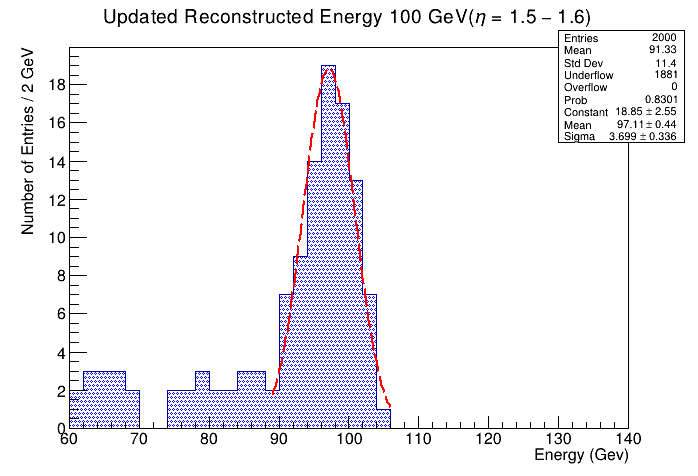 Updated Reconstructed Energy 100 GeV(η = 1.5 – 1.6)
Entries 2000
Mean 91.33
Std Dev 11.4
Underflow 1881
Overflow 0
Prob 0.8301
Constant 18.85 ± 2.55
Mean 97.11 ± 0.44
Sigma 3.699 ± 0.336
Number of Entries / 2 GeV
18
16
14
12
10
8
6
4
2
0
60 70 80 90 100 110 120 130 140
Energy (Gev)